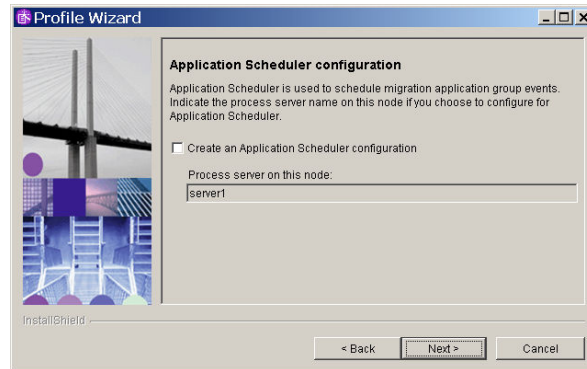 Profile Wizard
Application Scheduler configuration
Application Scheduler is used to schedule migration application group events.
Indicate the process server name on this node if you choose to configure for
Application Scheduler.
Create an Application Scheduler configuration
Process server on this node:
server1
InstallShield
< Back
Next >
Cancel